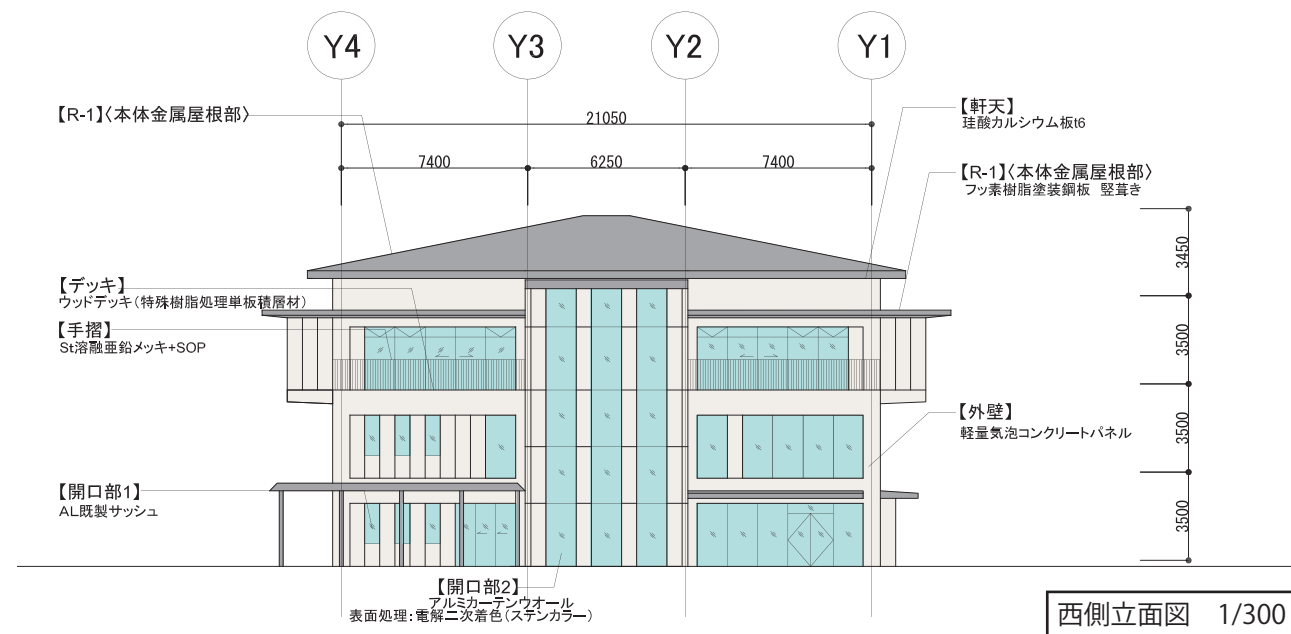 Y4
Y3
Y2
Y1
【R-1】〈本体金属屋根部〉
21050
7400
6250
7400
【軒天】
珪酸カルシウム板t6
【R-1】〈本体金属屋根部〉
フッ素樹脂塗装鋼板 竪葺き
3450
3500
3500
3500
【デッキ】
ウッドデッキ(特殊樹脂処理単板積層材)
【手摺】
St溶融亜鉛メッキ+SOP
【外壁】
軽量気泡コンクリートパネル
【開口部1】
AL既製サッシュ
【開口部2】
アルミカーテンウオール
表面処理:電解二次着色(ステンカラー)
西側立面図 1/300